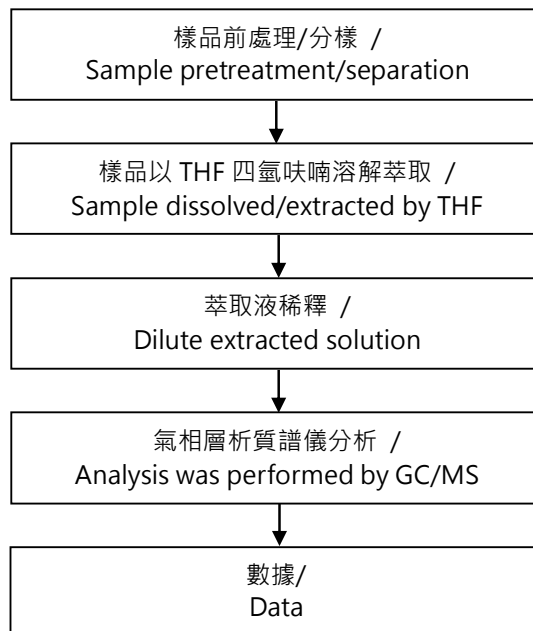 樣品前處理/分樣 /
Sample pretreatment/separation
樣品以 THF 四氫呋喃溶解萃取 /
Sample dissolved/extracted by THF
萃取液稀釋 /
Dilute extracted solution
氣相層析質譜儀分析 /
Analysis was performed by GC/MS
數據/
Data